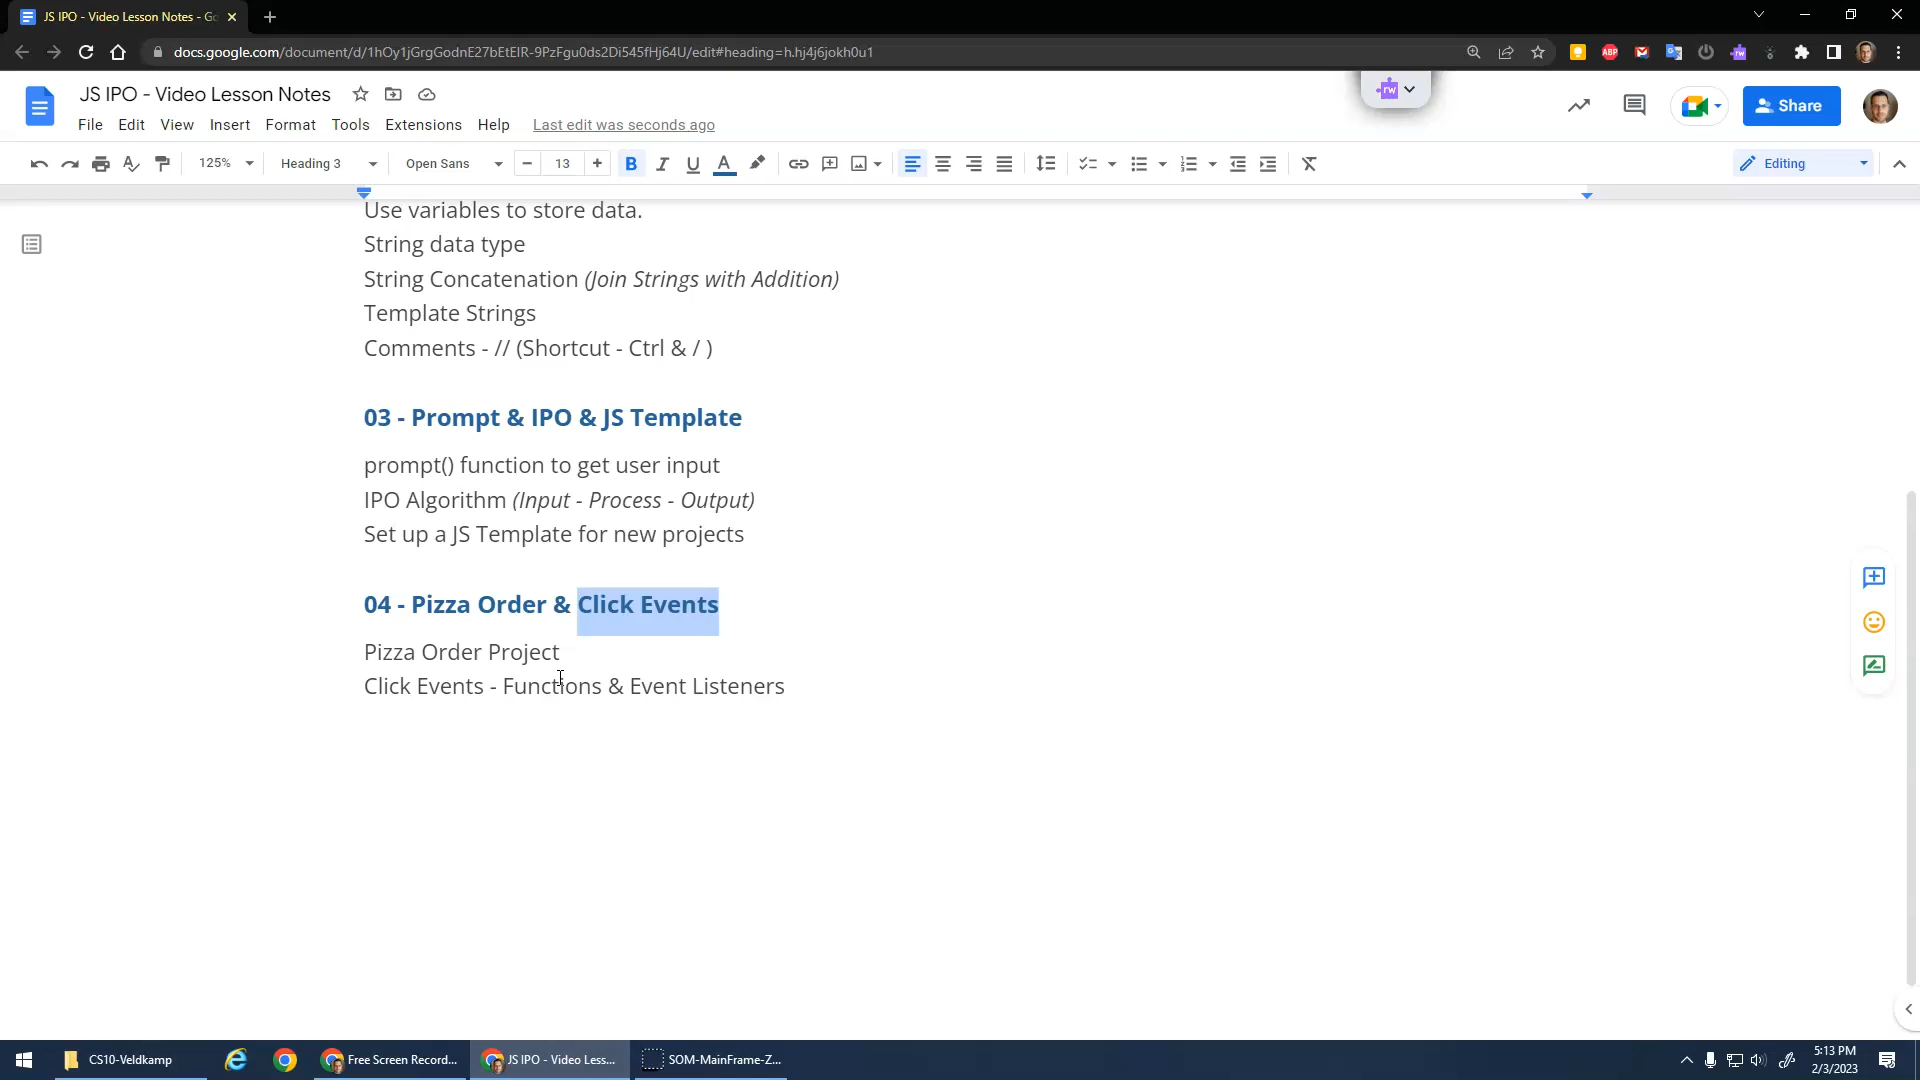 JS IPO - Video Lesson Notes - Go
docs.google.com/document/d/1hOy1jGrgGodnE27bEtElR-9PzFgu0ds2Di545fHj64U/edit#heading=h.hj4j6jokh0u1
ABP
rw
JS IPO - Video Lesson Notes
rw
Share
File Edit View Insert Format Tools Extensions Help Last edit was seconds ago
125% Heading 3 Open Sans 13 B I U A Editing
Use variables to store data.
String data type
String Concatenation (Join Strings with Addition)
Template Strings
Comments - // (Shortcut - Ctrl & / )
03 - Prompt & IPO & JS Template
prompt() function to get user input
IPO Algorithm (Input - Process - Output)
Set up a JS Template for new projects
04 - Pizza Order & Click Events
Pizza Order Project
Click Events - Functions & Event Listeners
CS10-Veldkamp
Free Screen Record...
JS IPO - Video Less...
SOM-MainFrame-Z...
5:13 PM
2/3/2023